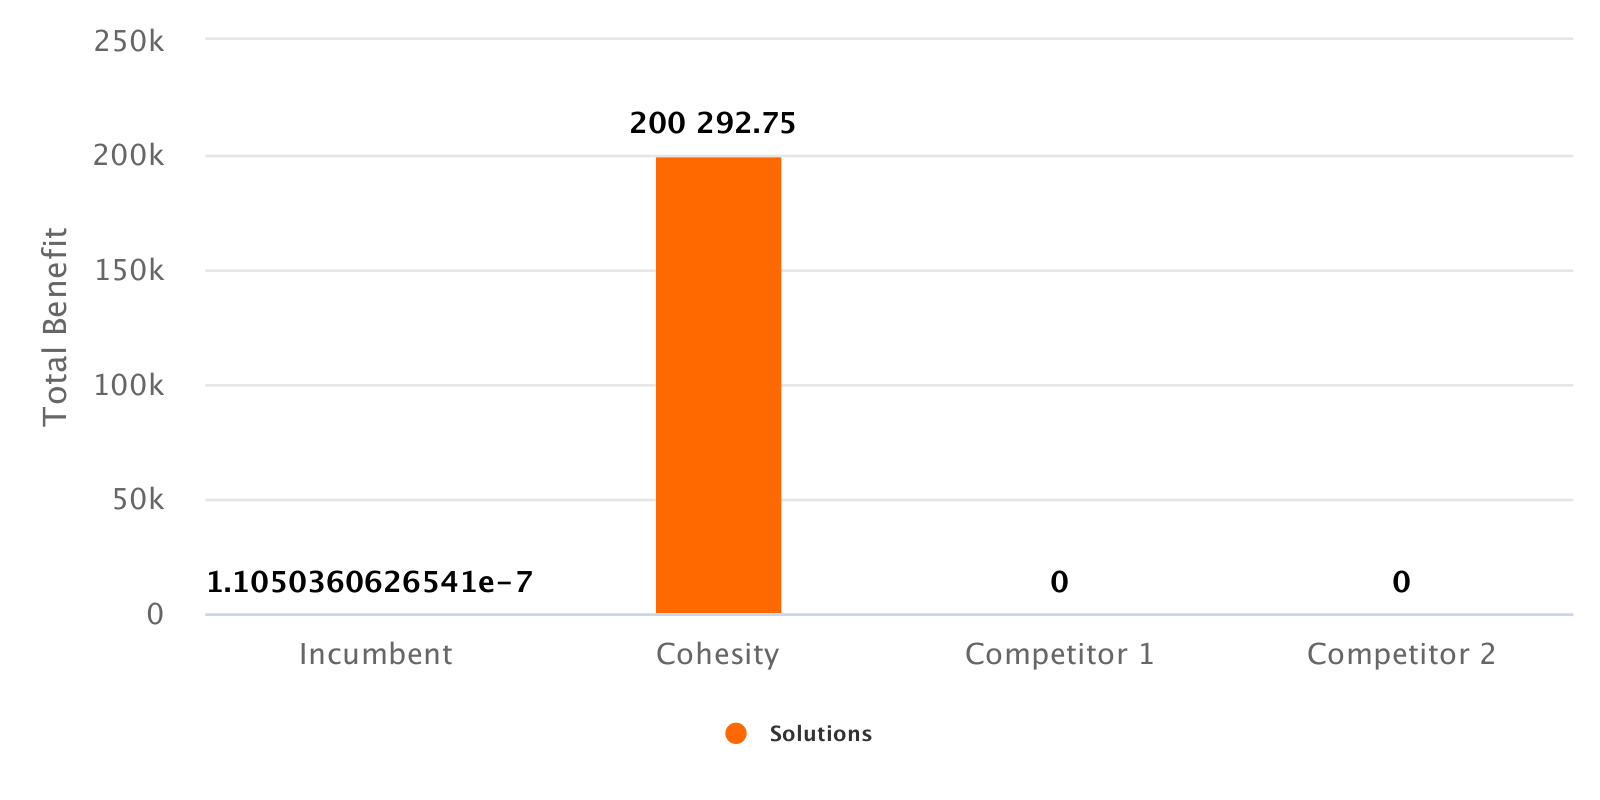 250k
200 292.75
200k
150k
Total Benefit
100k
50k
1.1050360626541e-7
0
0
0
Incumbent
Cohesity
Competitor 1
Competitor 2
Solutions